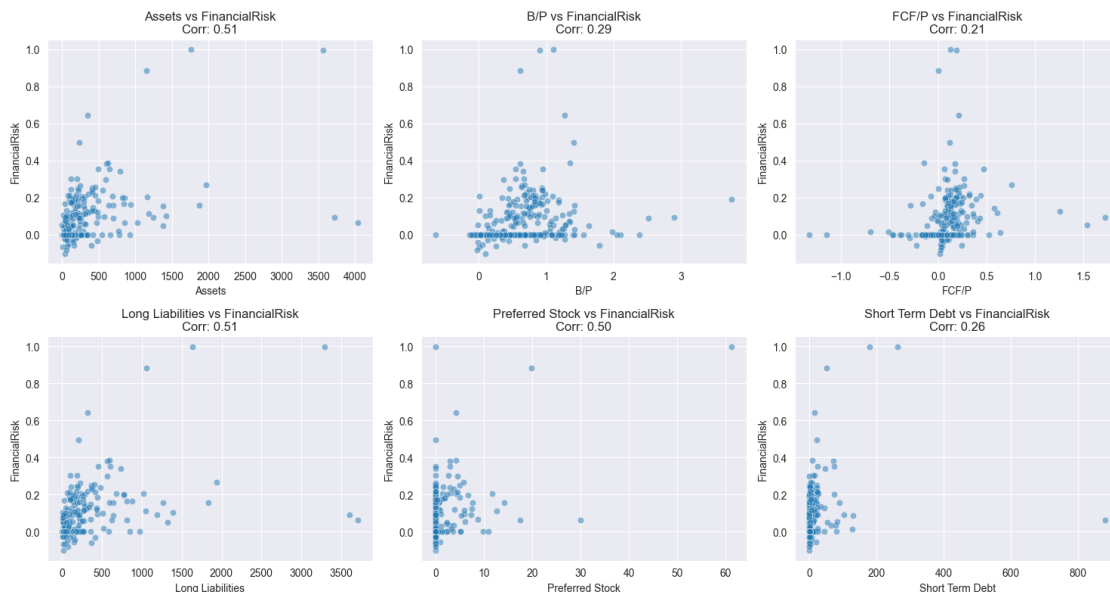 Assets vs FinancialRisk
Corr: 0.51
FinancialRisk
1.0
0.8
0.6
0.4
0.2
0.0
0 500 1000 1500 2000 2500 3000 3500 4000
Assets
B/P vs FinancialRisk
Corr: 0.29
FinancialRisk
1.0
0.8
0.6
0.4
0.2
0.0
0 1 2 3
B/P
FCF/P vs FinancialRisk
Corr: 0.21
FinancialRisk
1.0
0.8
0.6
0.4
0.2
0.0
−1.0 −0.5 0.0 0.5 1.0 1.5
FCF/P
Long Liabilities vs FinancialRisk
Corr: 0.51
FinancialRisk
1.0
0.8
0.6
0.4
0.2
0.0
0 500 1000 1500 2000 2500 3000 3500
Long Liabilities
Preferred Stock vs FinancialRisk
Corr: 0.50
FinancialRisk
1.0
0.8
0.6
0.4
0.2
0.0
0 10 20 30 40 50 60
Preferred Stock
Short Term Debt vs FinancialRisk
Corr: 0.26
FinancialRisk
1.0
0.8
0.6
0.4
0.2
0.0
0 200 400 600 800
Short Term Debt